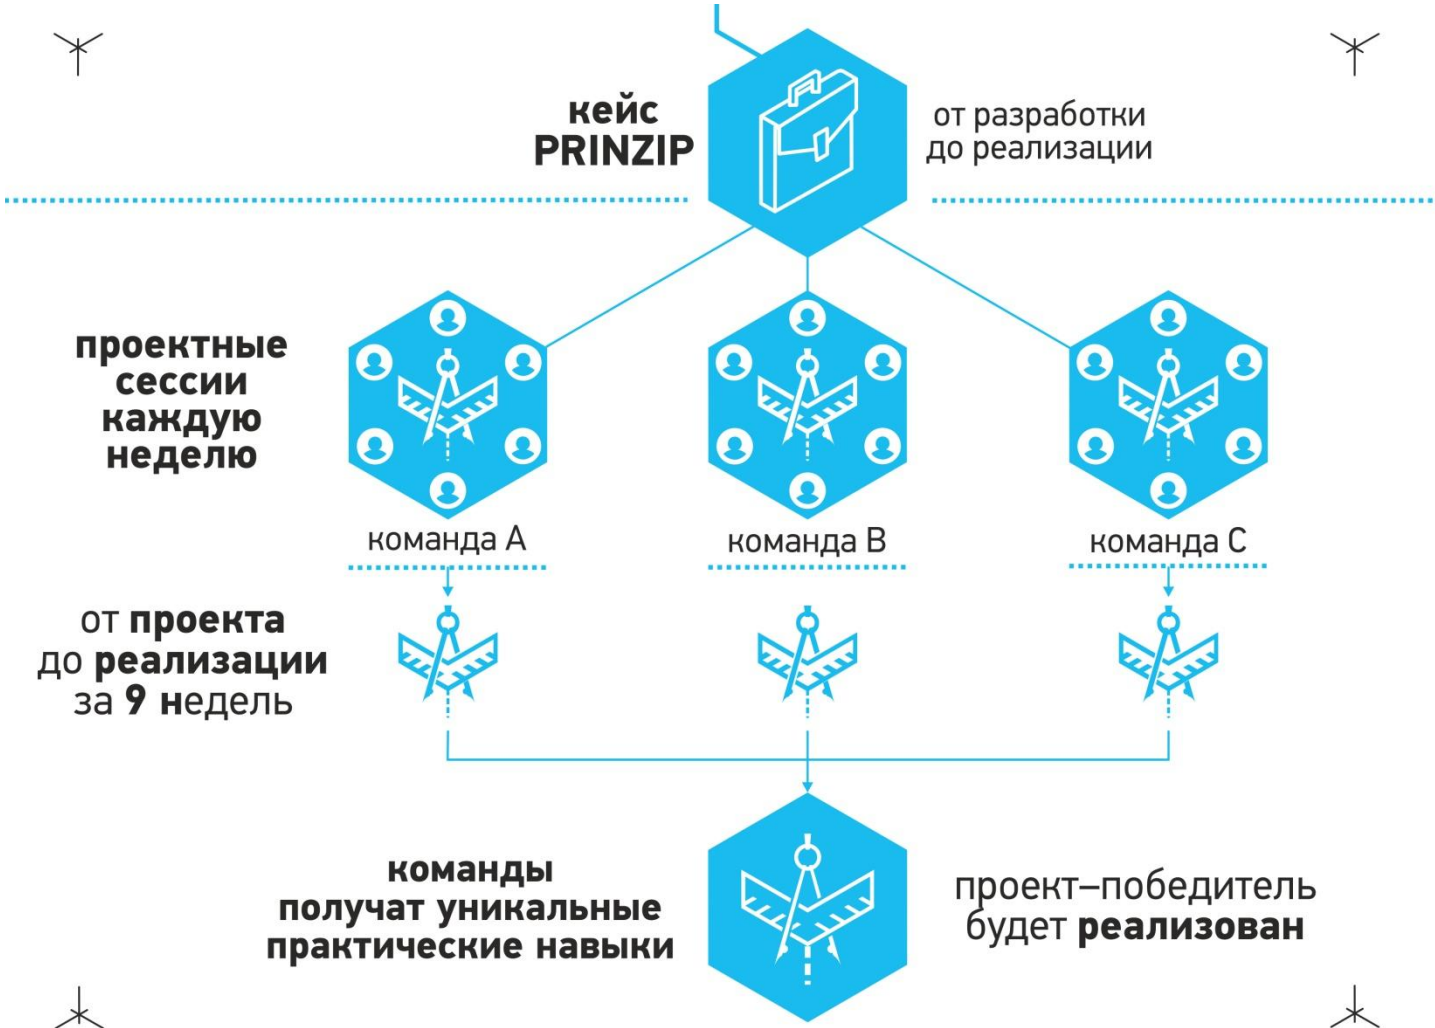 кейс
PRINZIP
от разработки
до реализации
проектные
сессии
каждую
неделю
команда А
команда В
команда С
от проекта
до реализации
за 9 недель
команды
получат уникальные
практические навыки
проект–победитель
будет реализован